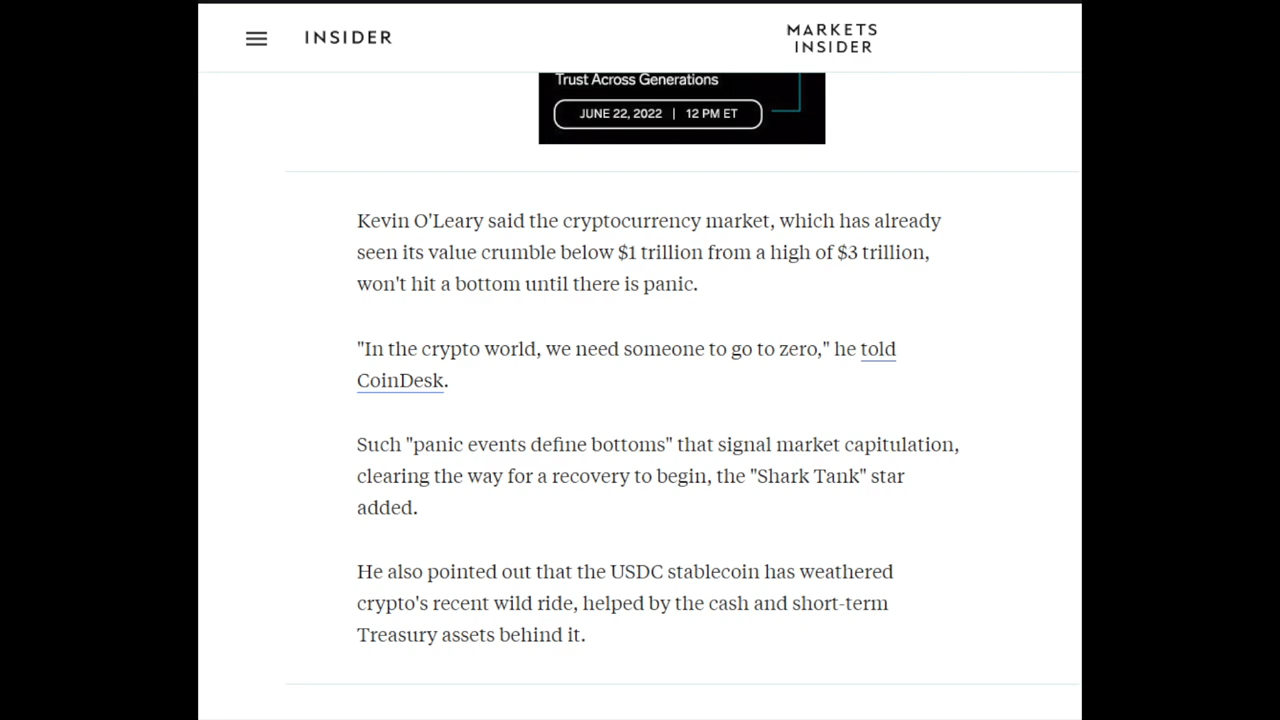 INSIDER
MARKETS
INSIDER
Trust Across Generations
JUNE 22, 2022 | 12 PM ET
Kevin O'Leary said the cryptocurrency market, which has already
seen its value crumble below $1 trillion from a high of $3 trillion,
won't hit a bottom until there is panic.
"In the crypto world, we need someone to go to zero," he told
CoinDesk.
Such "panic events define bottoms" that signal market capitulation,
clearing the way for a recovery to begin, the "Shark Tank" star
added.
He also pointed out that the USDC stablecoin has weathered
crypto's recent wild ride, helped by the cash and short-term
Treasury assets behind it.